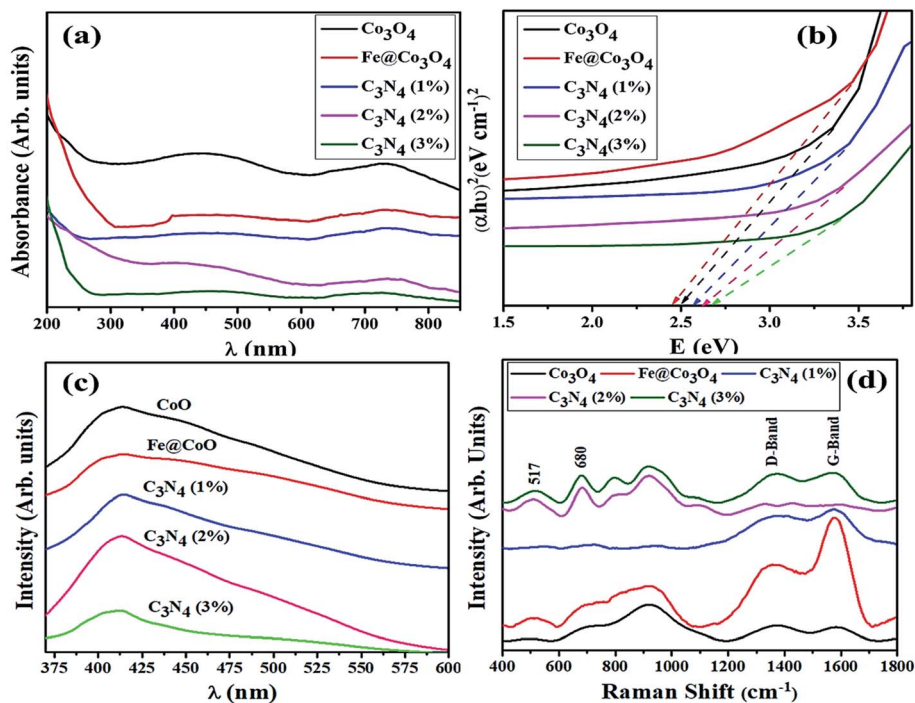 (a)
Co₃O₄
Fe@Co₃O₄
C₃N₄ (1%)
C₃N₄ (2%)
C₃N₄ (3%)
Absorbance (Arb. units)
200 300 400 500 600 700 800
λ (nm)
(b)
Co₃O₄
Fe@Co₃O₄
C₃N₄ (1%)
C₃N₄(2%)
C₃N₄(3%)
(αhυ)² (eV cm⁻¹)²
1.5 2.0 2.5 3.0 3.5
E (eV)
(c)
CoO
Fe@CoO
C₃N₄ (1%)
C₃N₄ (2%)
C₃N₄ (3%)
Intensity (Arb. Units)
375 400 425 450 475 500 525 550 575 600
λ (nm)
(d)
Co₃O₄ Fe@Co₃O₄ C₃N₄ (1%)
C₃N₄ (2%) C₃N₄ (3%)
517
680
D-Band
G-Band
Intensity (Arb. Units)
400 600 800 1000 1200 1400 1600 1800
Raman Shift (cm⁻¹)